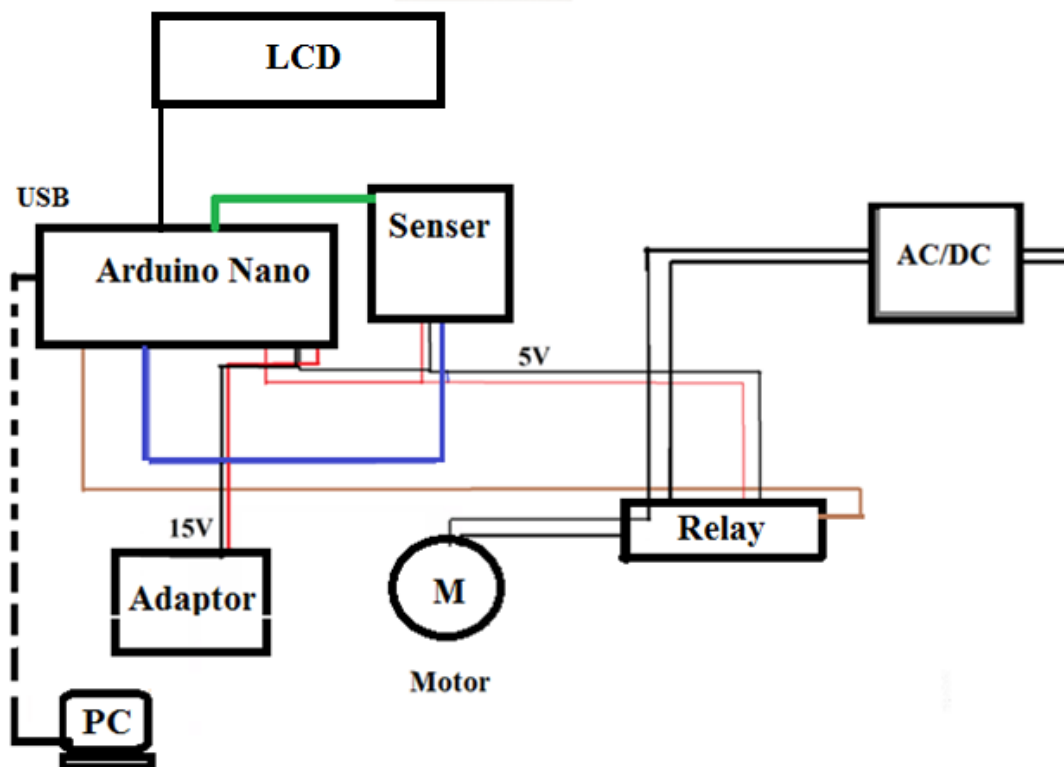 LCD
USB
Senser
Arduino Nano
AC/DC
5V
15V
Relay
Adaptor
M
Motor
PC